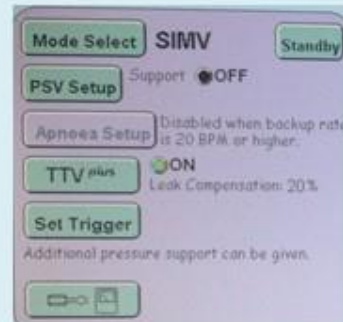 Mode Select SIMV Standby
PSV Setup Support OFF
Apnoea Setup Disabled when backup rate
is 20 BPM or higher.
TTV plus ON
Leak Compensation: 20%
Set Trigger
Additional pressure support can be given.